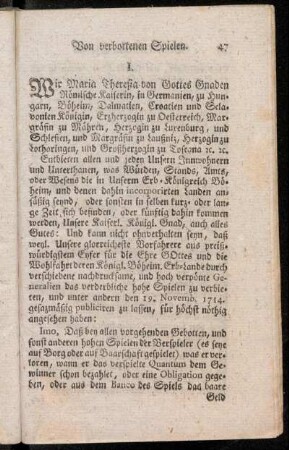 Von verbottenen Spielen. 47
I.
Wir Maria Theresia von Gottes Gnaden
Römische Kaiserin, in Germanien, zu Hun-
garn, Böheim, Dalmatien, Croatien und Scla-
vonien Königin, Erzherzogin zu Oesterreich, Mar-
gräfin zu Mähren, Herzogin zu Luxenburg, und
Schlesien, und Margräfin zu Laußnitz, Herzogin zu
Lotharingen, und Großherzogin zu Toscana ꝛc. ꝛc.
Entbieten allen und jeden Unsern Innwohnern
und Unterthanen, was Würden, Stands, Amts,
oder Wesens die in Unserm Erb-Königreich Bö-
heim, und denen dahin incorporirten Landen an-
säßig seynd, oder sonsten in selben kurz- oder lan-
ge Zeit sich befinden, oder künftig dahin kommen
werden, Unsere Kaiserl. Königl. Gnad, auch alles
Gutes: Und kann nicht unverhalten seyn, daß
weyl. Unsere glorreicheste Vorfahrere aus preiß-
würdigstem Eyfer für die Ehre GOttes und die
Wohlfahrt deren Königl. Böheim. Erb-Lande durch
verschiedene nachdrucksame, und hoch verpönte Ge-
neralien das verderbliche hohe Spielen zu verbie-
ten, und unter andern den 19. Novemb. 1714.
gesazmäßig publiciren zu lassen, für höchst nöthig
angesehen haben:
Imo, Daß bey allen vorgehenden Gebotten, und
sonst anderen hohen Spielen der Verspieler (es seye
auf Borg oder auf Baarschaft gespielet) was er ver-
loren, wann er das verspielte Quantum dem Ge-
winner schon bezahlet, oder eine Obligation gege-
ben, oder aus dem Banco des Spiels das baare
Geld